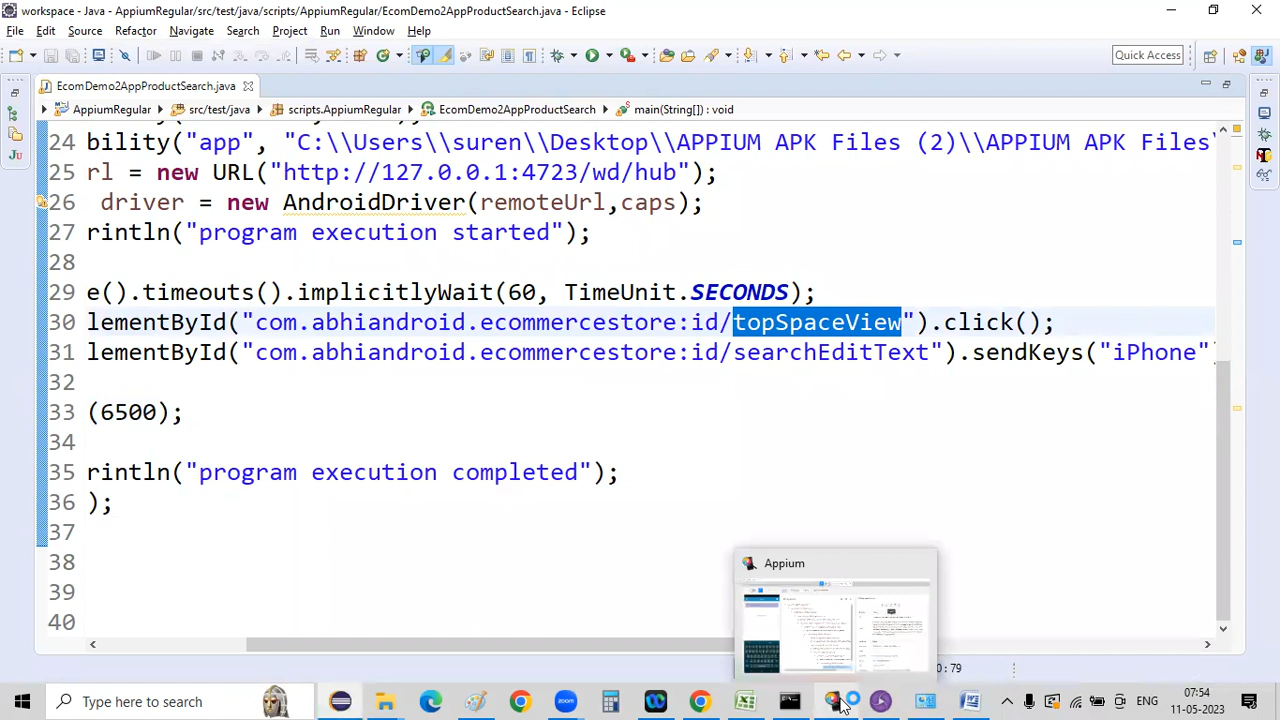 workspace - Java - AppiumRegular/src/test/java/scripts/AppiumRegular/EcomDemo2AppProductSearch.java - Eclipse
File Edit Source Refactor Navigate Search Project Run Window Help
Quick Access
EcomDemo2AppProductSearch.java
AppiumRegular src/test/java scripts.AppiumRegular EcomDemo2AppProductSearch main(String[]) : void
24 bility("app", "C:\\Users\\suren\\Desktop\\APPIUM APK Files (2)\\APPIUM APK Files\
25 rl = new URL("http://127.0.0.1:4723/wd/hub");
26 driver = new AndroidDriver(remoteUrl,caps);
27 rintln("program execution started");
28
29 e().timeouts().implicitlyWait(60, TimeUnit.SECONDS);
30 lementById("com.abhiandroid.ecommercestore:id/topSpaceView").click();
31 lementById("com.abhiandroid.ecommercestore:id/searchEditText").sendKeys("iPhone")
32
33 (6500);
34
35 rintln("program execution completed");
36 );
37
38
39
40
Appium
0 : 79
Type here to search
ENG
07:54
11-05-2023